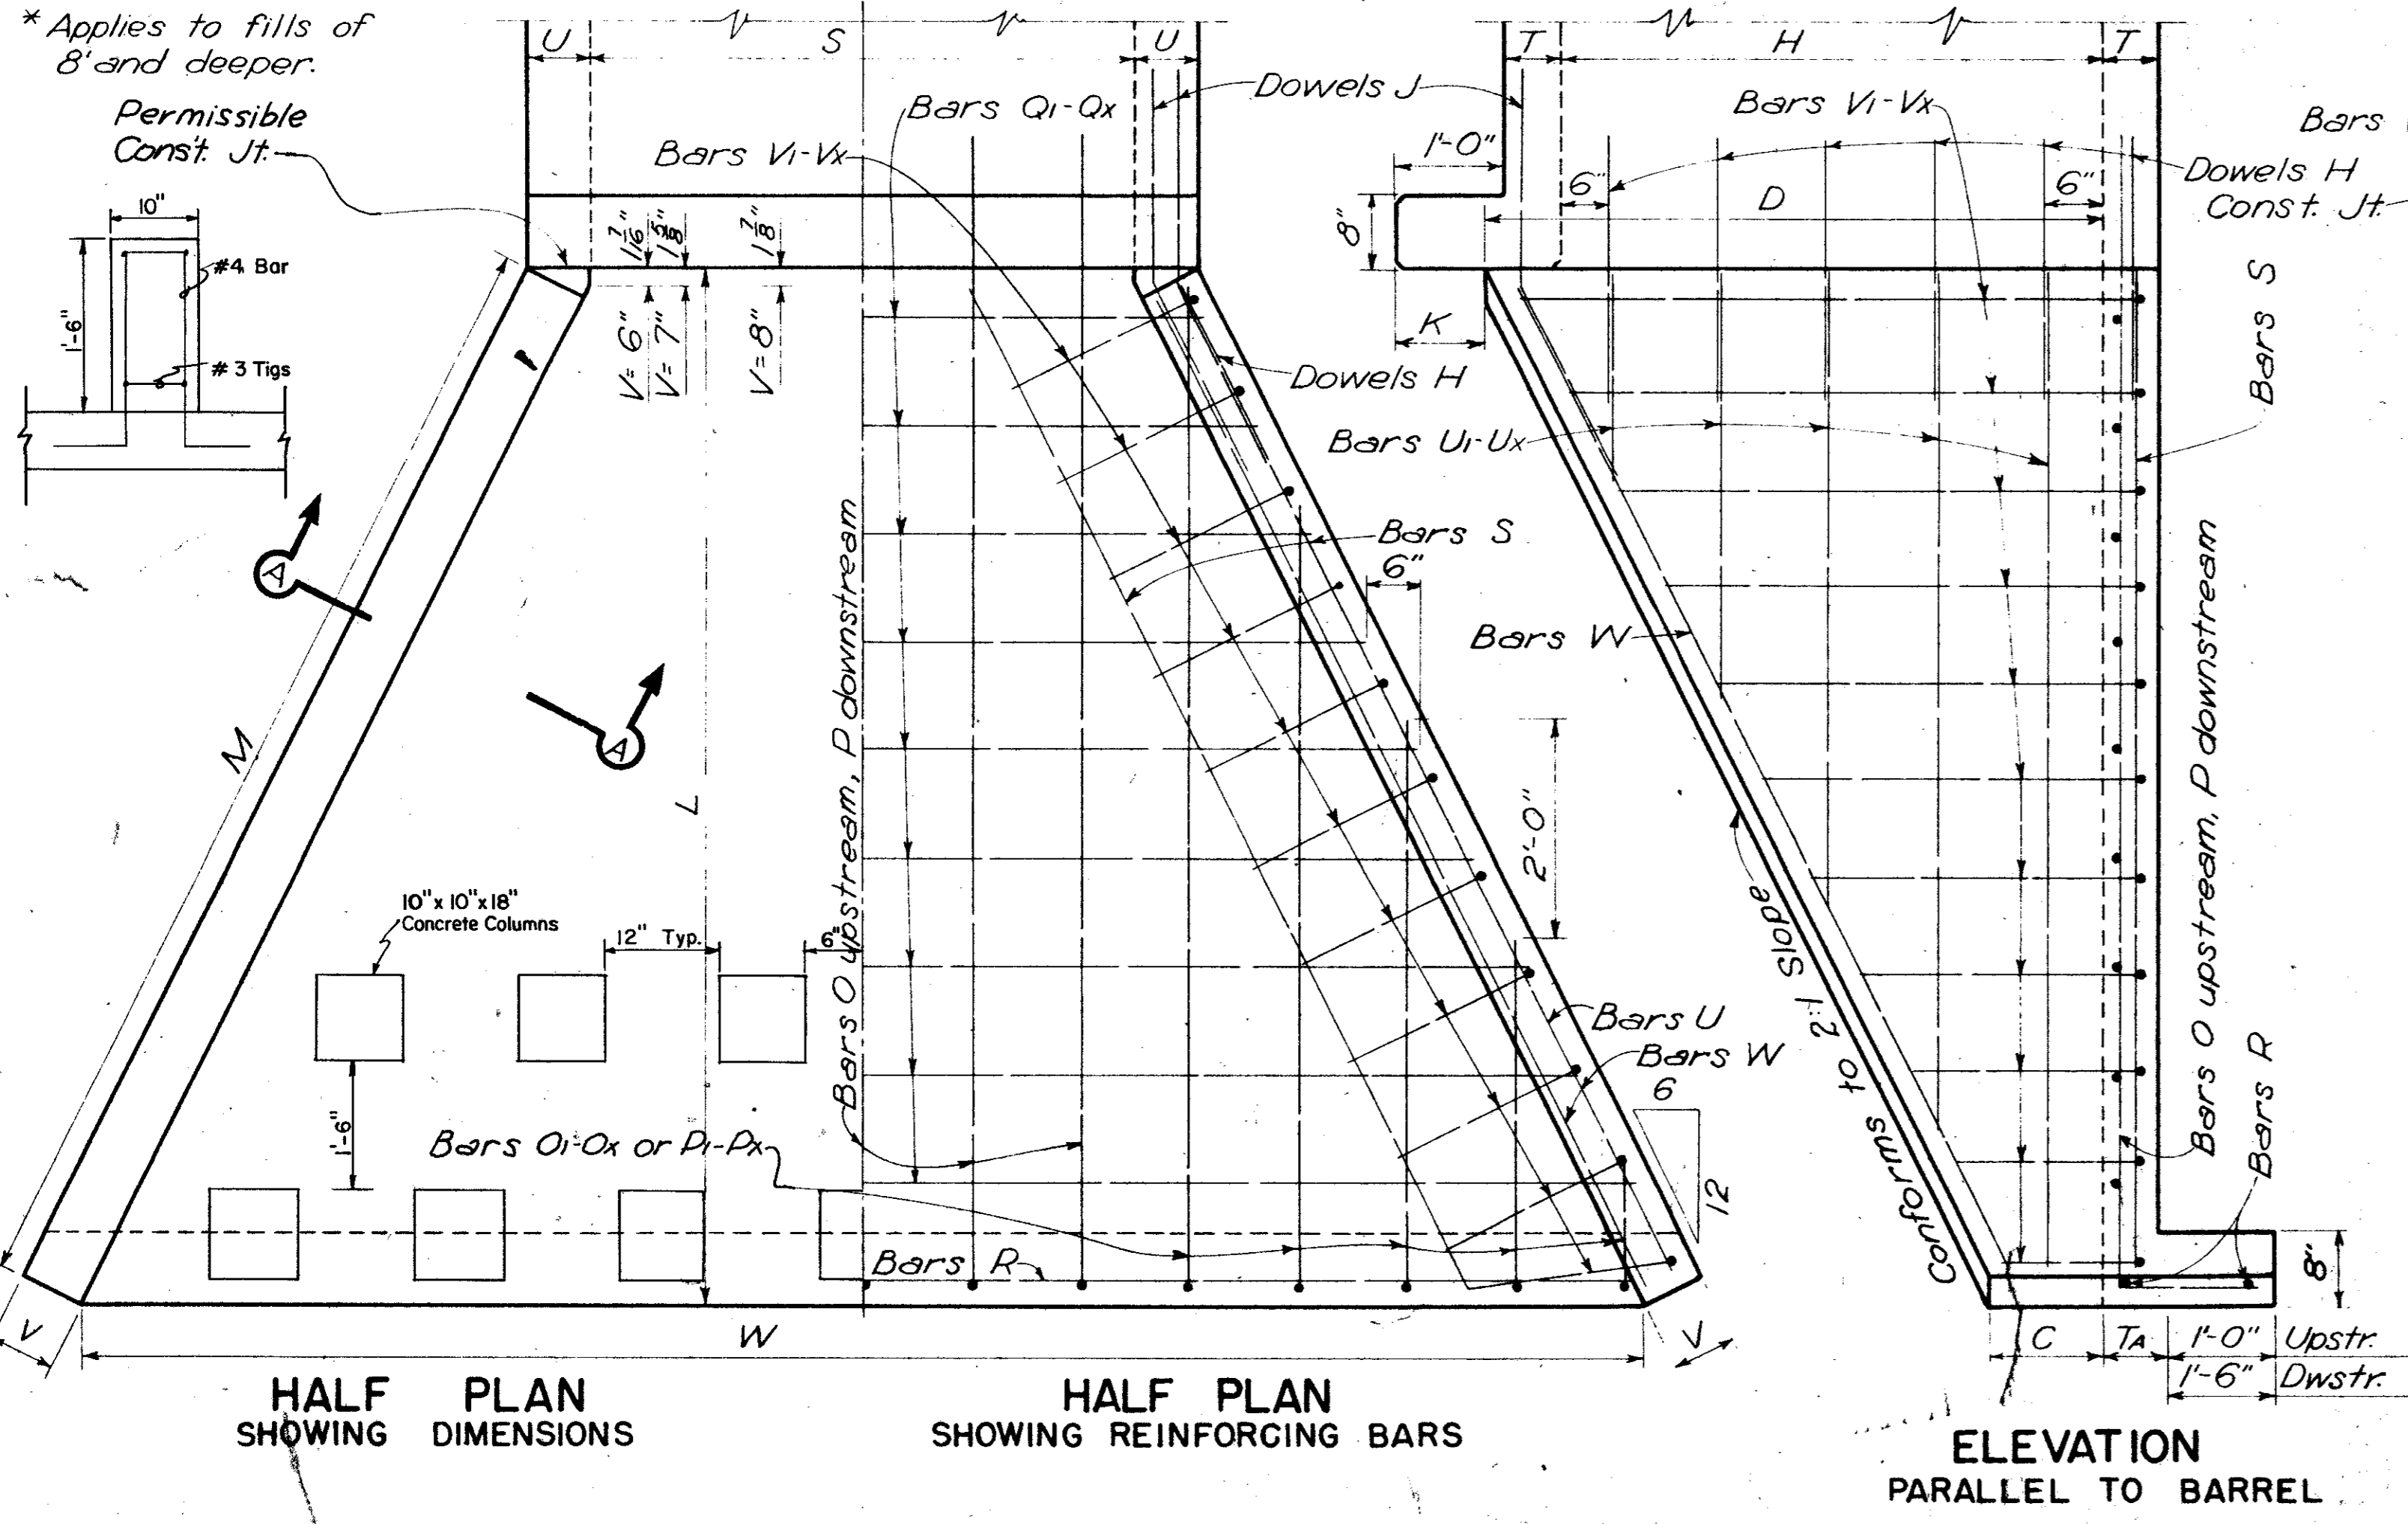 * Applies to fills of
8' and deeper.
Permissible
Const. Jt.
10"
1'-6"
#4 Bar
# 3 Tigs
U
S
U
Bars Q1-Qx
Bars V1-Vx
Dowels J
1 7/16"
1 5/8"
1 7/8"
V= 6"
V= 7"
V= 8"
Dowels H
Bars S
6"
A
A
M
L
Bars O upstream, P downstream
2'-0"
10" x 10" x 18"
Concrete Columns
12" Typ.
6"
1'-6"
Bars O1-Ox or P1-Px
Bars U
Bars W
6
12
Bars R
V
W
V
HALF PLAN
SHOWING DIMENSIONS
HALF PLAN
SHOWING REINFORCING BARS
T
H
T
Bars V1-Vx
Bars
1'-0"
6"
6"
D
Dowels H
Const. Jt.
8"
K
Bars U1-Ux
Bars S
Bars W
Conforms to 2:1 Slope
Bars O upstream, P downstream
Bars R
8"
C
TA
1'-0" Upstr.
1'-6" Dwstr.
ELEVATION
PARALLEL TO BARREL